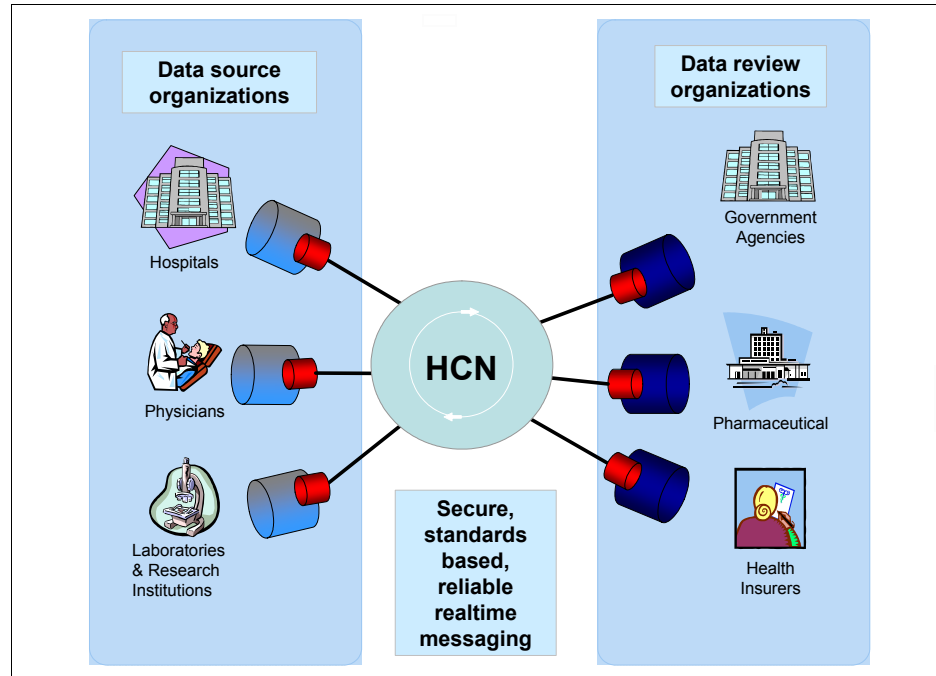 Data source
organizations
Hospitals
Physicians
Laboratories
& Research
Institutions
HCN
Secure,
standards
based,
reliable
realtime
messaging
Data review
organizations
Government
Agencies
Pharmaceutical
Health
Insurers